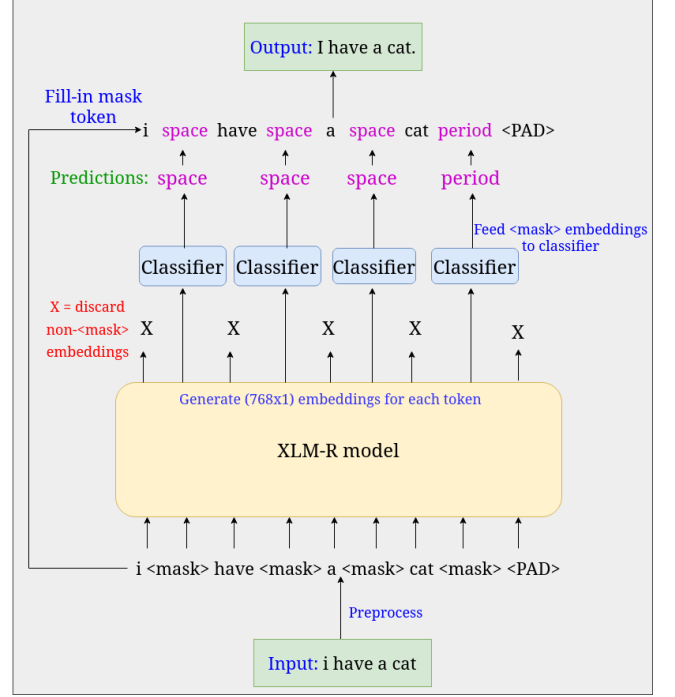 Output: I have a cat.
Fill-in mask
token
i space have space a space cat period <PAD>
Predictions: space space space period
Feed <mask> embeddings
to classifier
Classifier Classifier Classifier Classifier
X = discard
non-<mask>
embeddings
X X X X X
Generate (768x1) embeddings for each token
XLM-R model
i <mask> have <mask> a <mask> cat <mask> <PAD>
Preprocess
Input: i have a cat